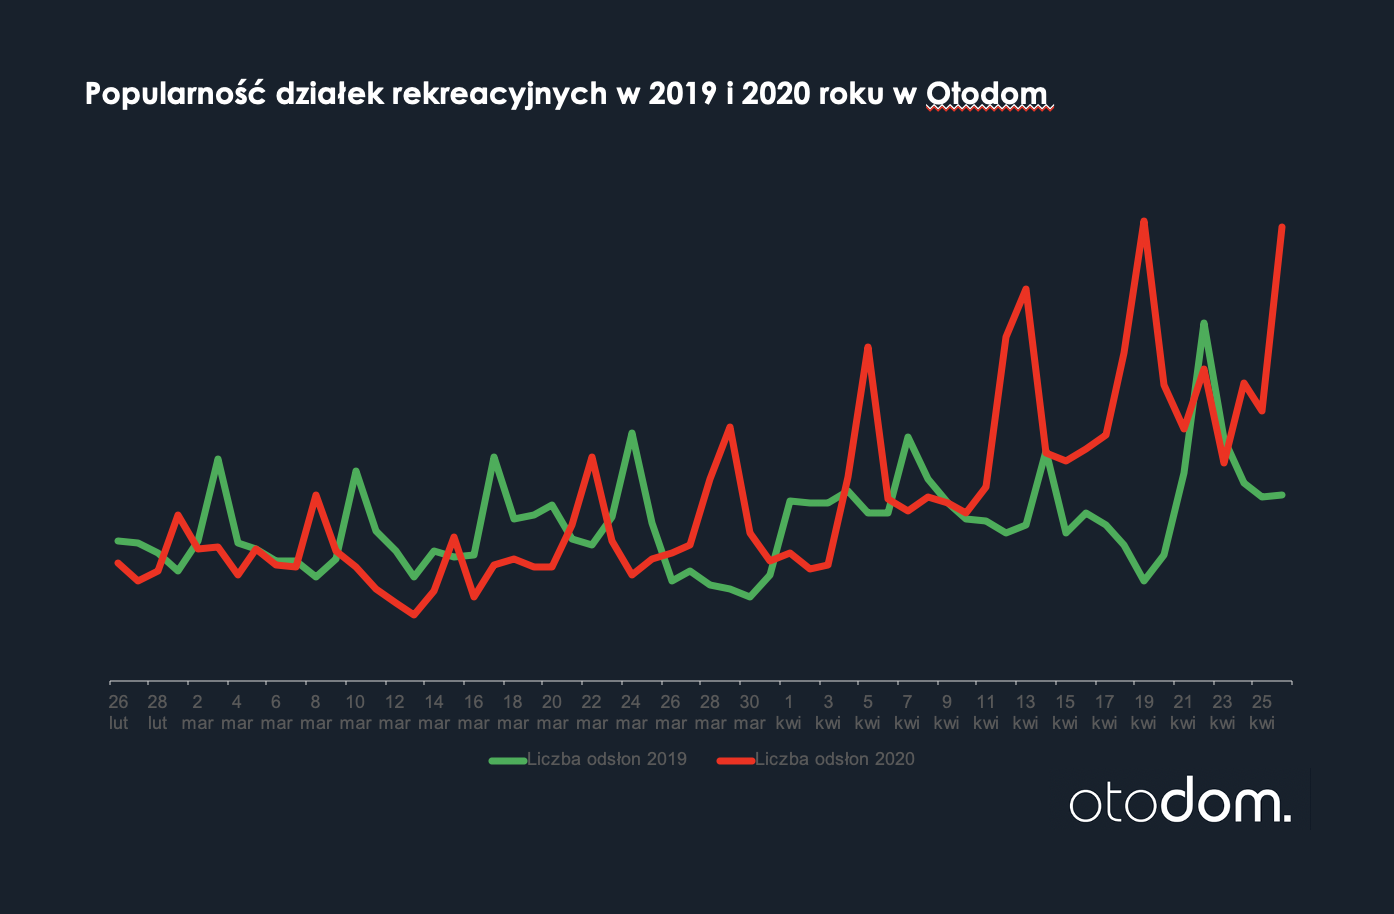 Popularność działek rekreacyjnych w 2019 i 2020 roku w Otodom
26 28 2 4 6 8 10 12 14 16 18 20 22 24 26 28 30 1 3 5 7 9 11 13 15 17 19 21 23 25
lut lut mar mar mar mar mar mar mar mar mar mar mar mar mar mar mar kwi kwi kwi kwi kwi kwi kwi kwi kwi kwi kwi kwi kwi
Liczba odsłon 2019 Liczba odsłon 2020
otodom.